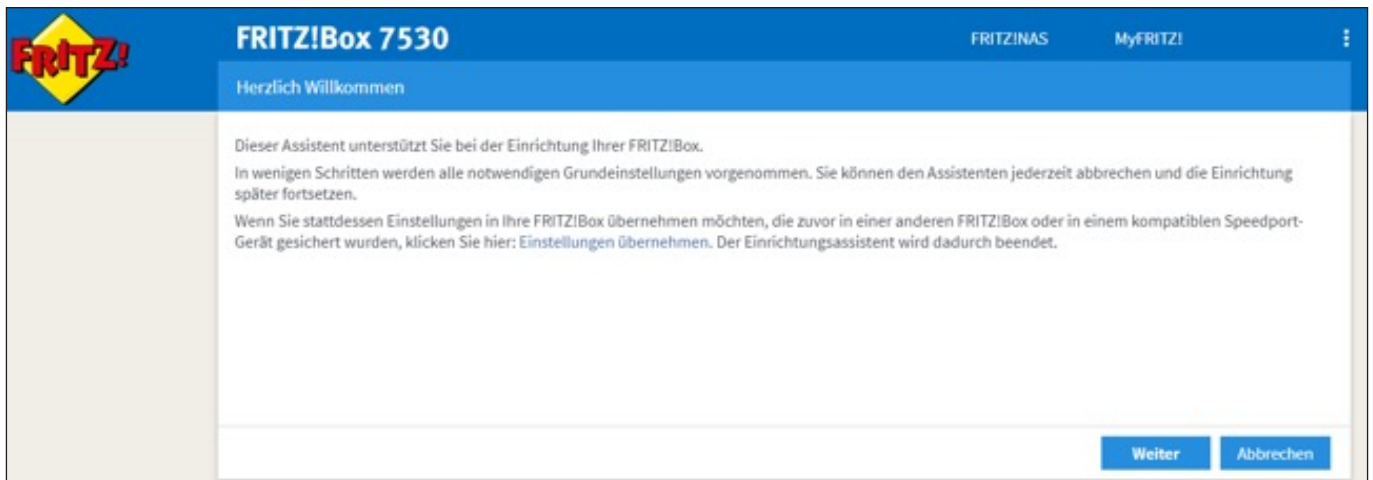 FRITZ!
FRITZ!Box 7530
FRITZ!NAS
MyFRITZ!
Herzlich Willkommen
Dieser Assistent unterstützt Sie bei der Einrichtung Ihrer FRITZ!Box.
In wenigen Schritten werden alle notwendigen Grundeinstellungen vorgenommen. Sie können den Assistenten jederzeit abbrechen und die Einrichtung
später fortsetzen.
Wenn Sie stattdessen Einstellungen in Ihre FRITZ!Box übernehmen möchten, die zuvor in einer anderen FRITZ!Box oder in einem kompatiblen Speedport-
Gerät gesichert wurden, klicken Sie hier: Einstellungen übernehmen. Der Einrichtungsassistent wird dadurch beendet.
Weiter
Abbrechen